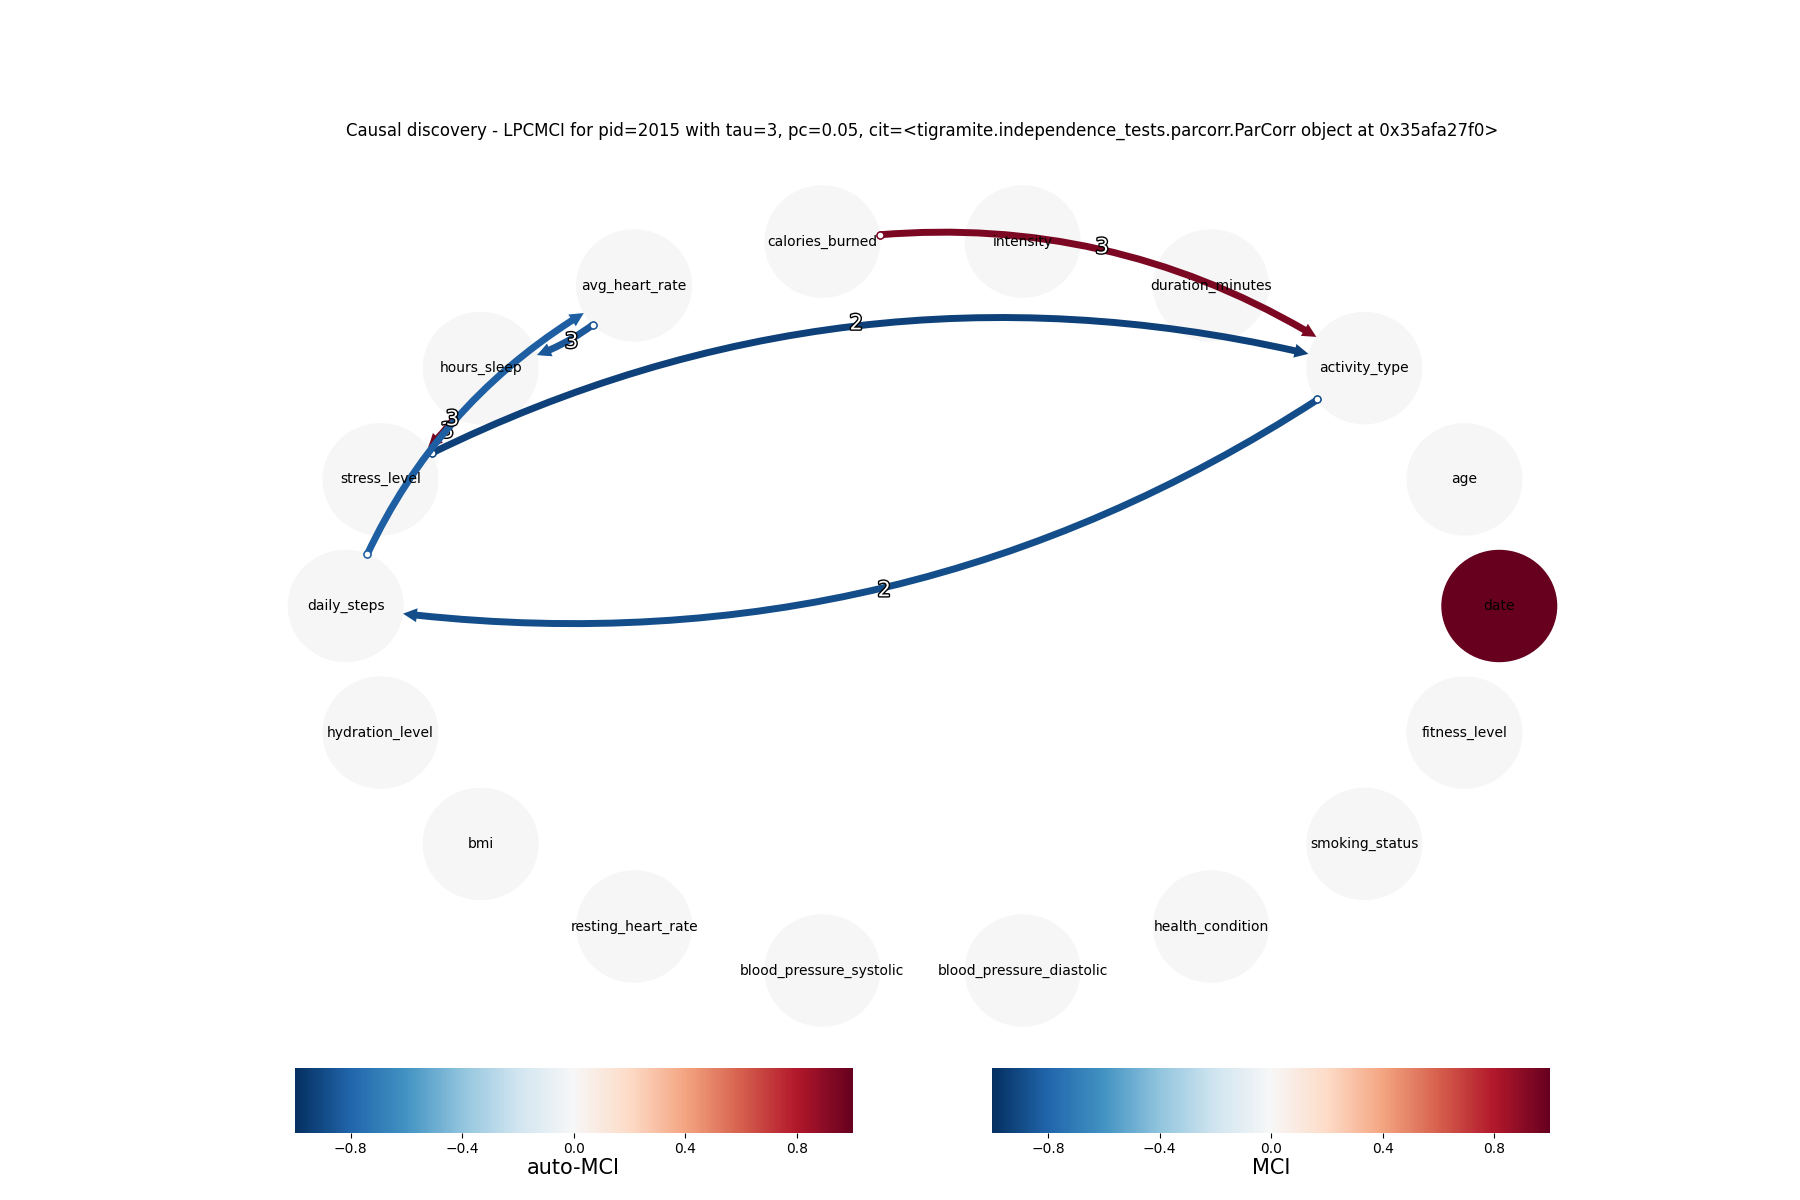 Causal discovery - LPCMCI for pid=2015 with tau=3, pc=0.05, cit=<tigramite.independence_tests.parcorr.ParCorr object at 0x35afa27f0>
calories_burned
intensity
3
avg_heart_rate
duration_minutes
2
3
hours_sleep
activity_type
3
stress_level
age
2
daily_steps
date
hydration_level
fitness_level
bmi
smoking_status
resting_heart_rate
health_condition
blood_pressure_systolic
blood_pressure_diastolic
−0.8 −0.4 0.0 0.4 0.8
auto-MCI
−0.8 −0.4 0.0 0.4 0.8
MCI